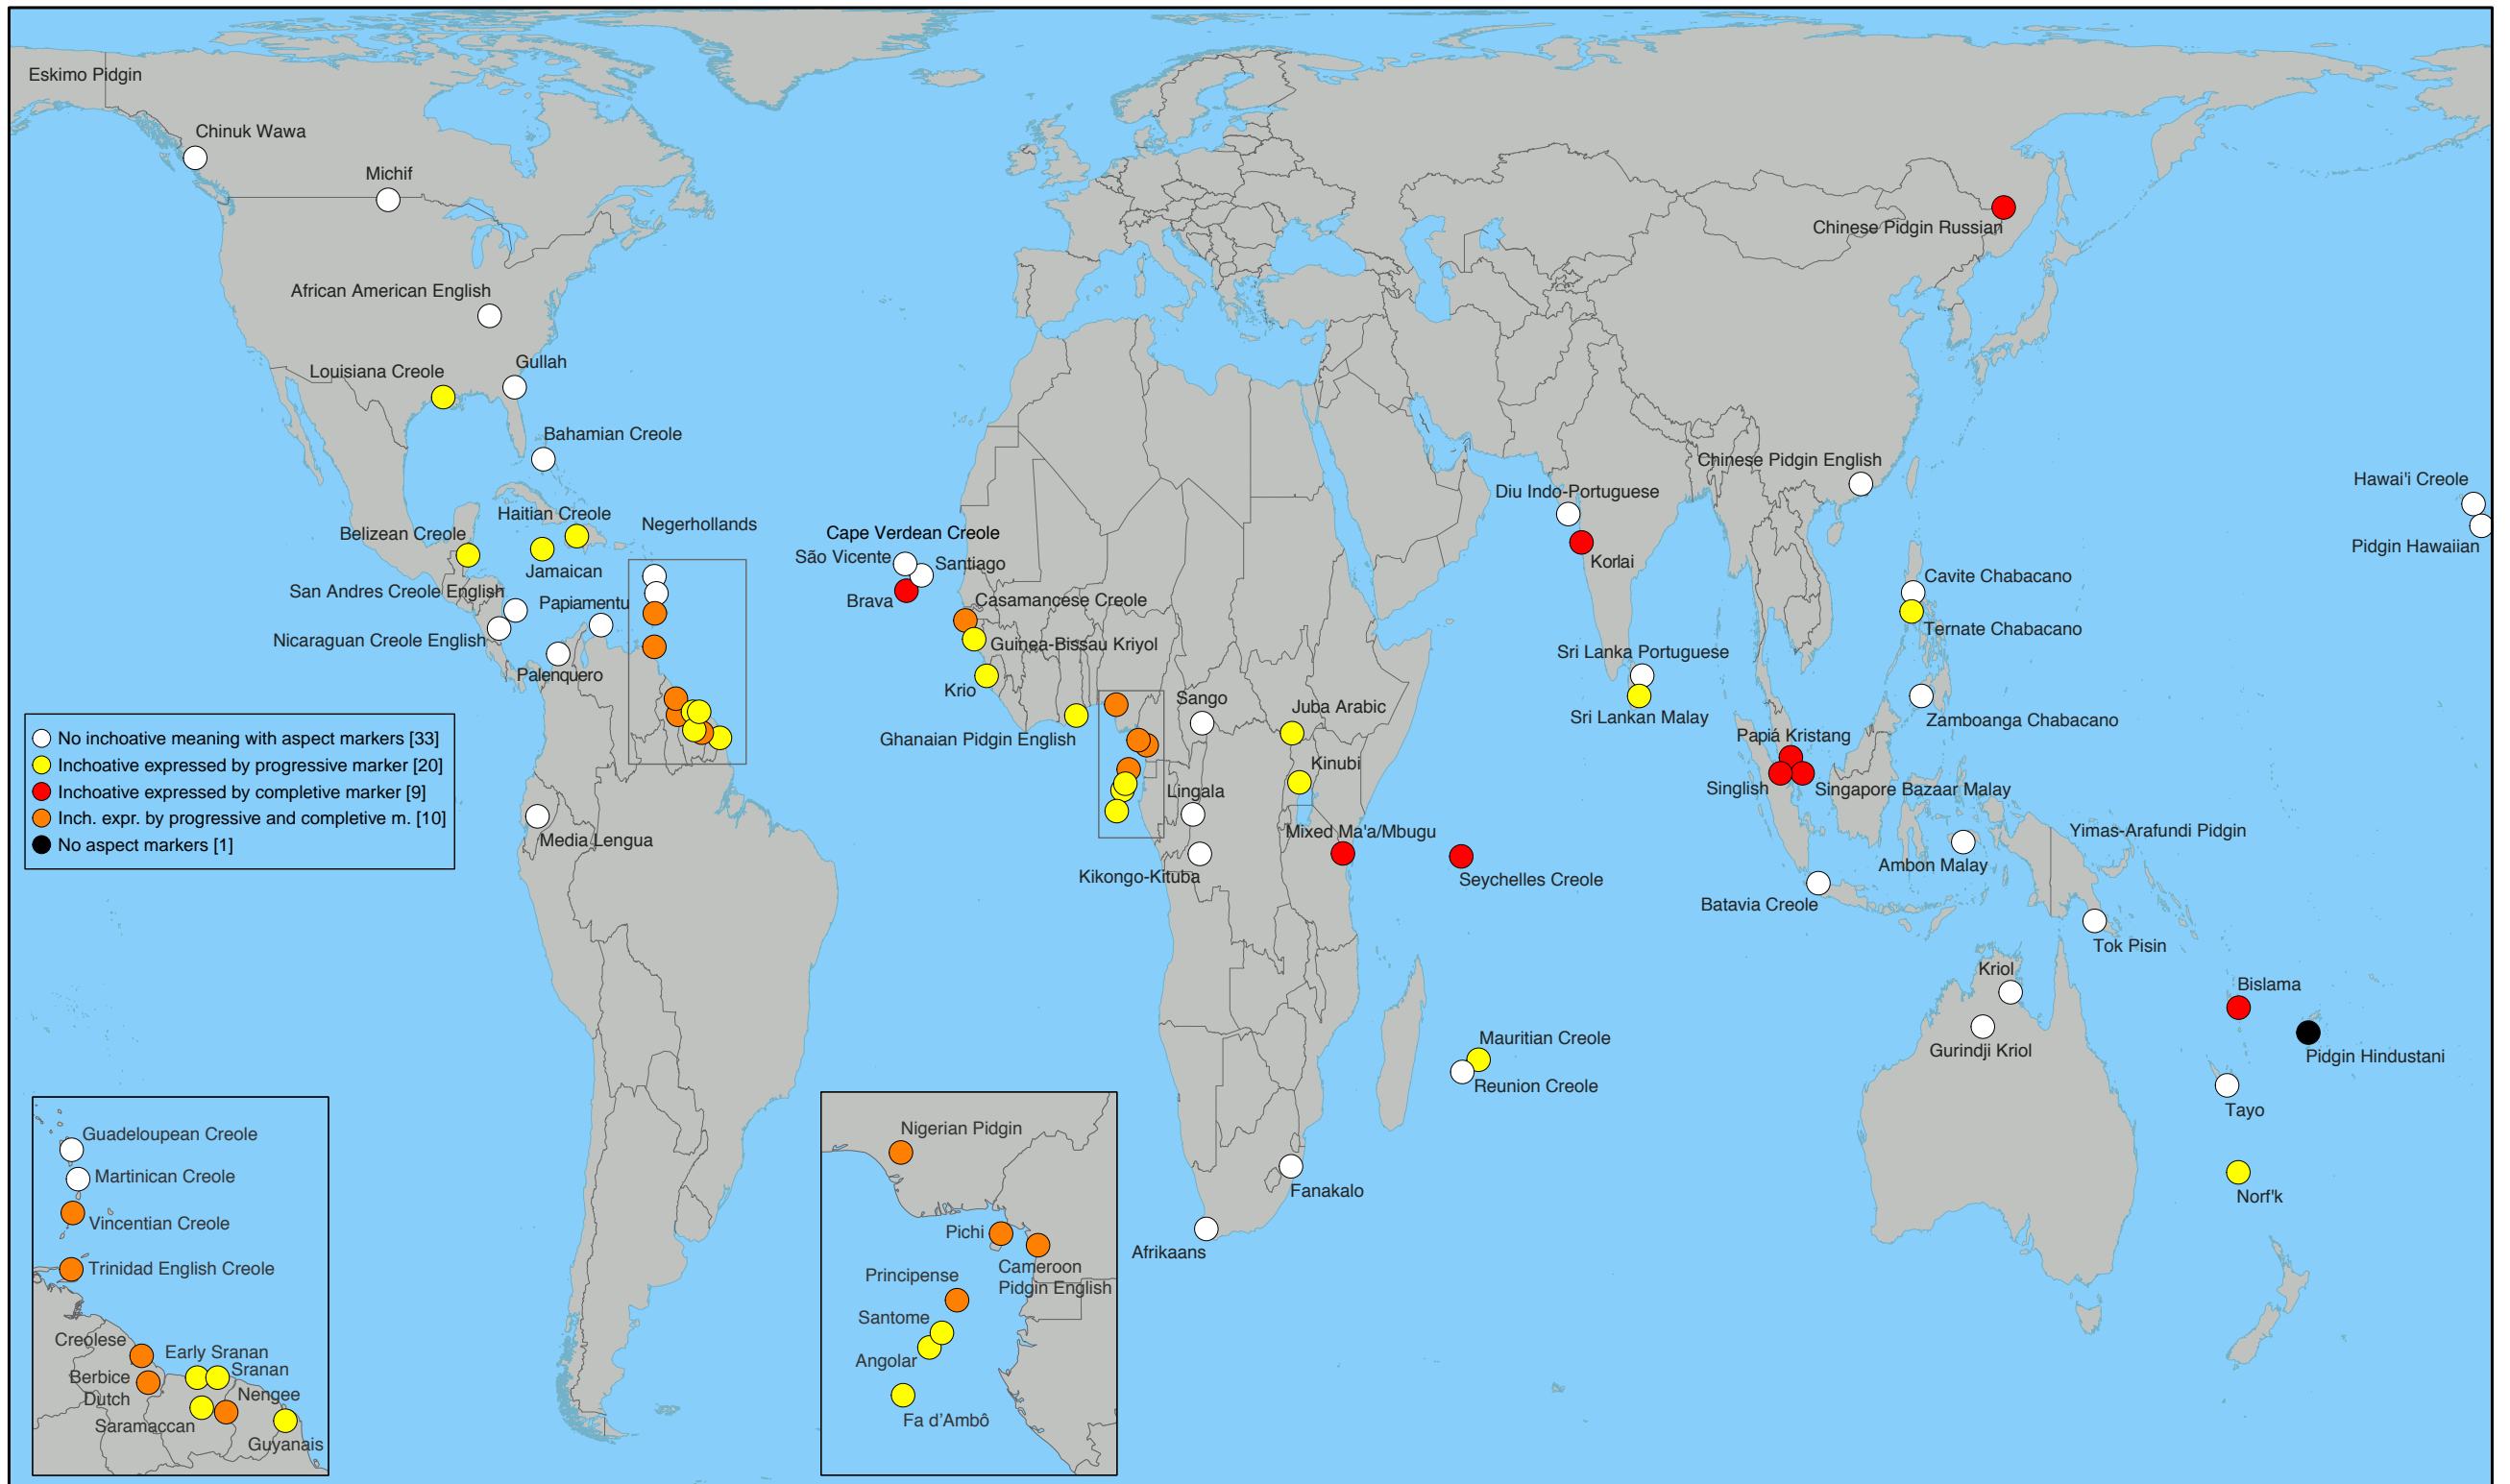 Eskimo Pidgin
Chinuk Wawa
Michif
African American English
Gullah
Louisiana Creole
Bahamian Creole
Haitian Creole
Belizean Creole
Jamaican
Negerhollands
San Andres Creole English
Papiamentu
Nicaraguan Creole English
Palenquero
Media Lengua
Cape Verdean Creole
São Vicente
Santiago
Brava
Casamancese Creole
Guinea-Bissau Kriyol
Krio
Ghanaian Pidgin English
Sango
Juba Arabic
Kinubi
Lingala
Mixed Ma'a/Mbugu
Kikongo-Kituba
Seychelles Creole
Mauritian Creole
Reunion Creole
Fanakalo
Afrikaans
Chinese Pidgin Russian
Chinese Pidgin English
Diu Indo-Portuguese
Korlai
Sri Lanka Portuguese
Sri Lankan Malay
Cavite Chabacano
Ternate Chabacano
Zamboanga Chabacano
Papiá Kristang
Singlish
Singapore Bazaar Malay
Ambon Malay
Batavia Creole
Yimas-Arafundi Pidgin
Tok Pisin
Kriol
Gurindji Kriol
Bislama
Pidgin Hindustani
Tayo
Norf'k
Hawai'i Creole
Pidgin Hawaiian
No inchoative meaning with aspect markers [33]
Inchoative expressed by progressive marker [20]
Inchoative expressed by completive marker [9]
Inch. expr. by progressive and completive m. [10]
No aspect markers [1]
Guadeloupean Creole
Martinican Creole
Vincentian Creole
Trinidad English Creole
Creolese
Early Sranan
Sranan
Berbice
Dutch
Nengee
Saramaccan
Guyanais
Nigerian Pidgin
Pichi
Cameroon
Pidgin English
Principense
Santome
Angolar
Fa d'Ambô